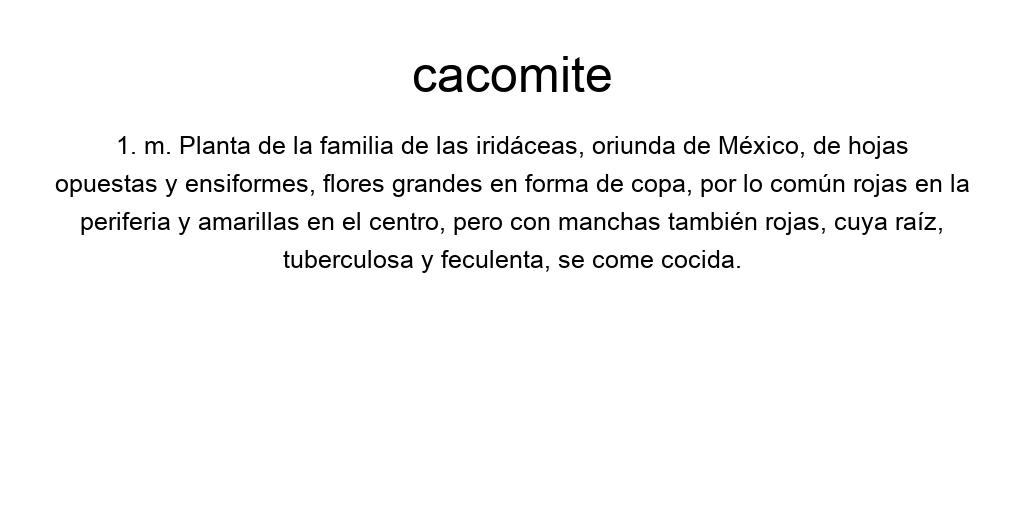 cacomite
1. m. Planta de la familia de las iridáceas, oriunda de México, de hojas
opuestas y ensiformes, flores grandes en forma de copa, por lo común rojas en la
periferia y amarillas en el centro, pero con manchas también rojas, cuya raíz,
tuberculosa y feculenta, se come cocida.